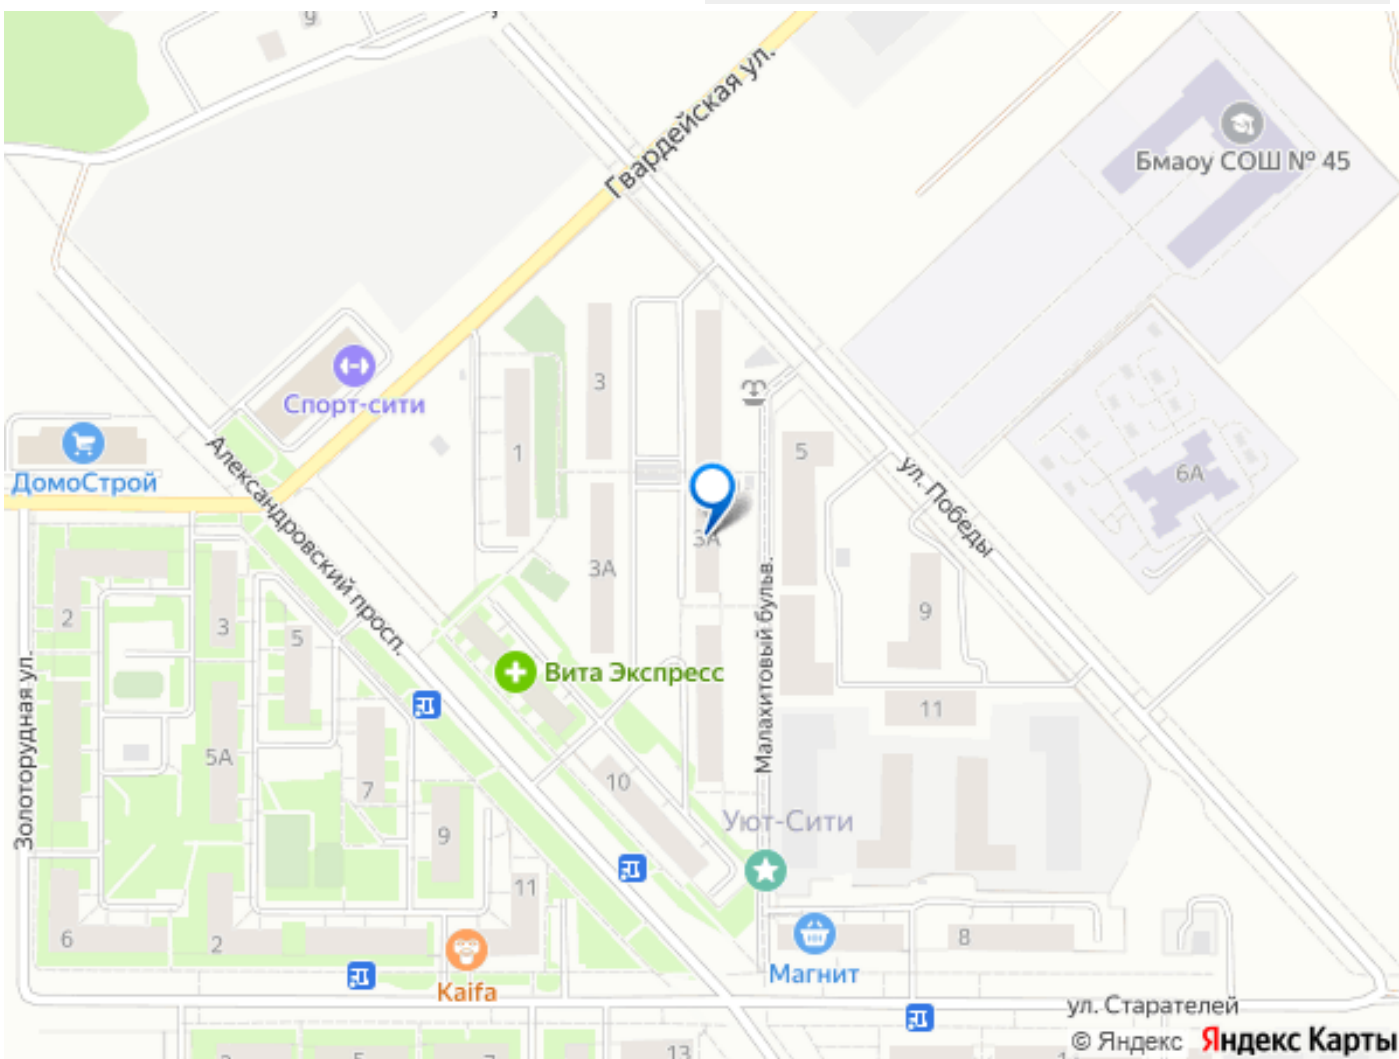 9
Гвардейская ул.
Бмаоу СОШ № 45
Спорт-сити
3
1
5
ДомоСтрой
Александровский просп.
ул. Победы
6А
3А
3А
Малахитовый бульв.
2
3
5
9
Вита Экспресс
Золоторудная ул.
5А
7
11
10
9
Уют-Сити
11
6
2
8
Kaifa
Магнит
ул. Старателей
13
© Яндекс Яндекс Карты